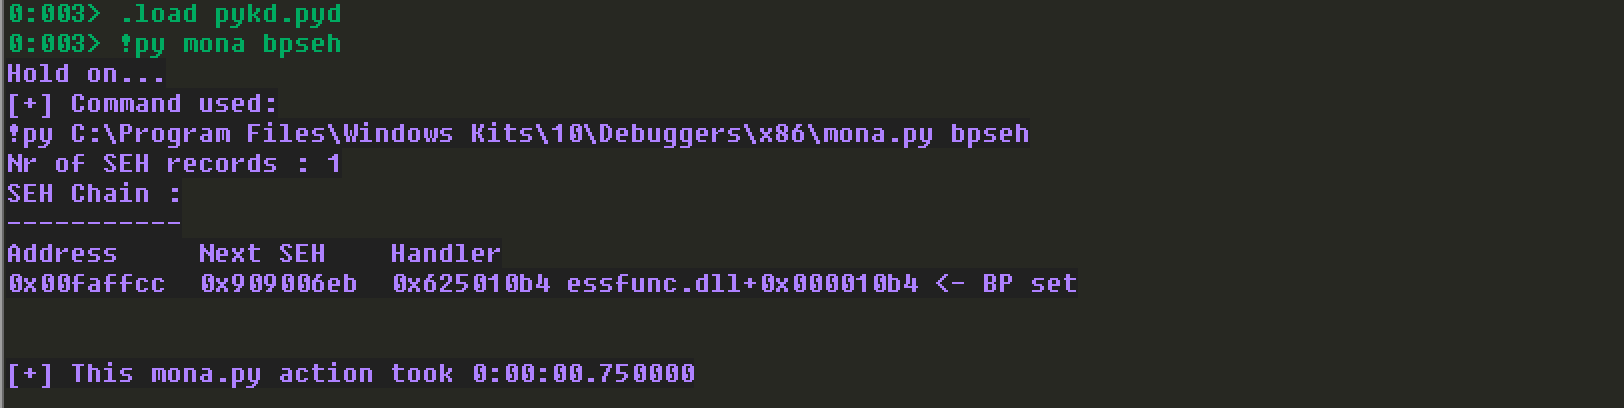 0:003> .load pykd.pyd
0:003> !py mona bpseh
Hold on...
[+] Command used:
!py C:\Program Files\Windows Kits\10\Debuggers\x86\mona.py bpseh
Nr of SEH records : 1
SEH Chain :
-----------
Address     Next SEH    Handler
0x00faffcc  0x909006eb  0x625010b4 essfunc.dll+0x000010b4 <- BP set
[+] This mona.py action took 0:00:00.750000